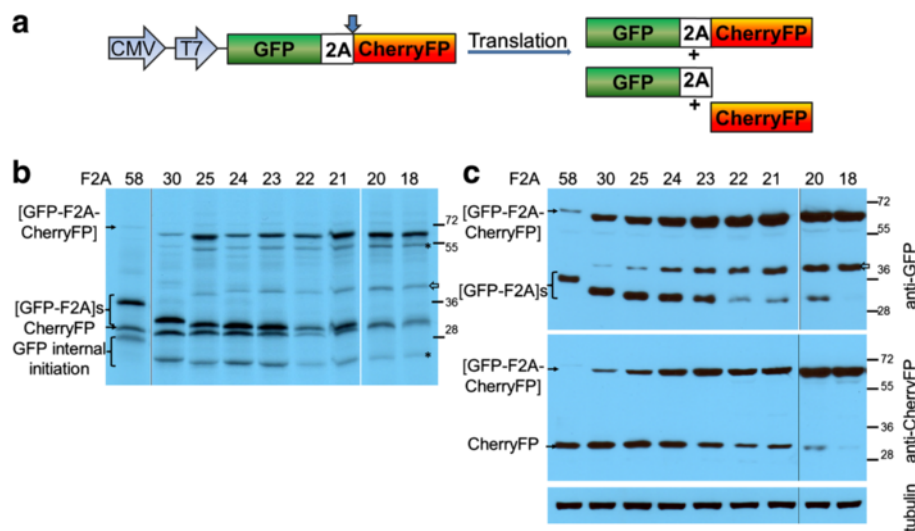 a
CMV T7 GFP 2A CherryFP
Translation
GFP 2A CherryFP
+
GFP 2A
+
CherryFP
b
F2A 58 30 25 24 23 22 21 20 18
[GFP-F2A-
CherryFP]
72
55
[GFP-F2A]s
36
CherryFP
28
GFP internal
initiation
c
F2A 58 30 25 24 23 22 21 20 18
[GFP-F2A-
CherryFP]
72
55
36
[GFP-F2A]s
28
anti-GFP
[GFP-F2A-
CherryFP]
72
55
36
CherryFP
28
anti-CherryFP
tubulin